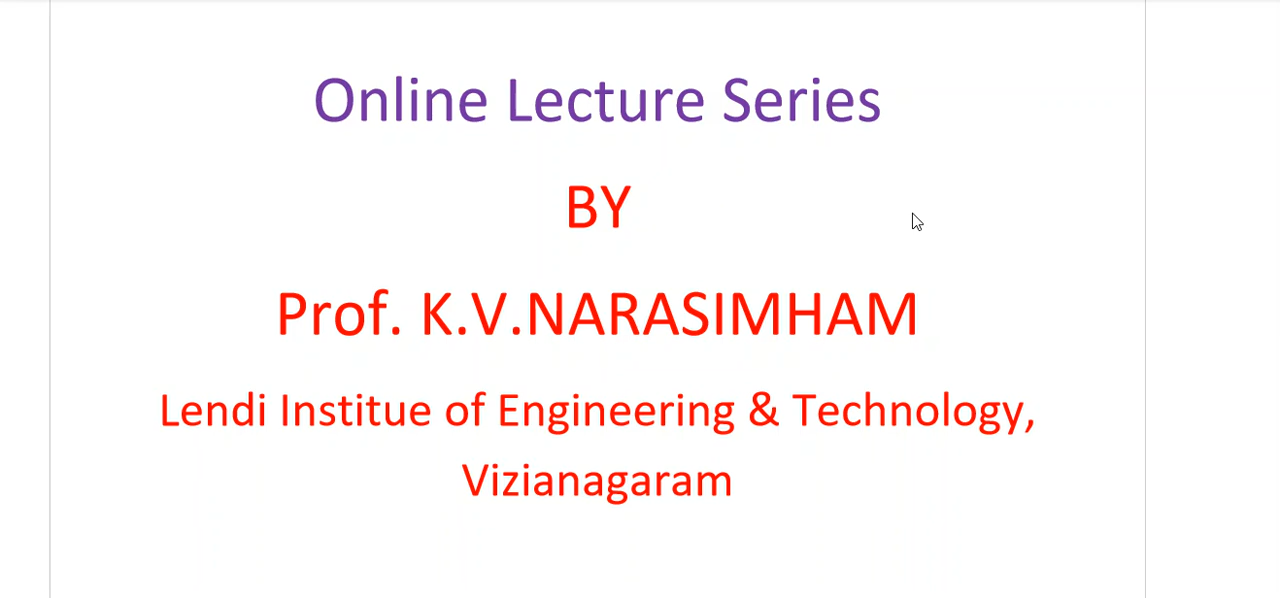 Online Lecture Series
BY
Prof. K.V.NARASIMHAM
Lendi Institue of Engineering & Technology,
Vizianagaram